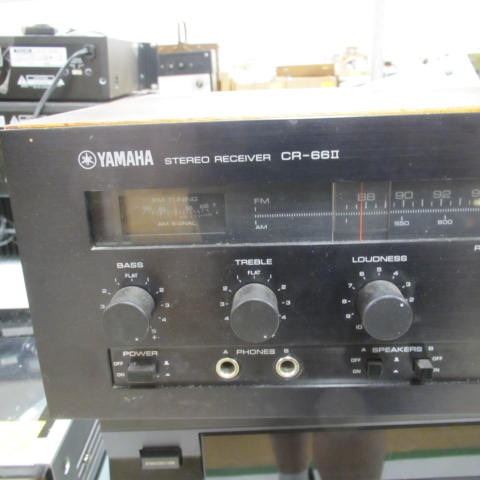 YAMAHA STEREO RECEIVER CR-66II
FM TUNING
AM SIGNAL
FM 88 90 92
AM 550 600
BASS TREBLE LOUDNESS
FLAT FLAT
POWER
OFF
ON
A PHONES B
A SPEAKERS B
OFF OFF
ON ON